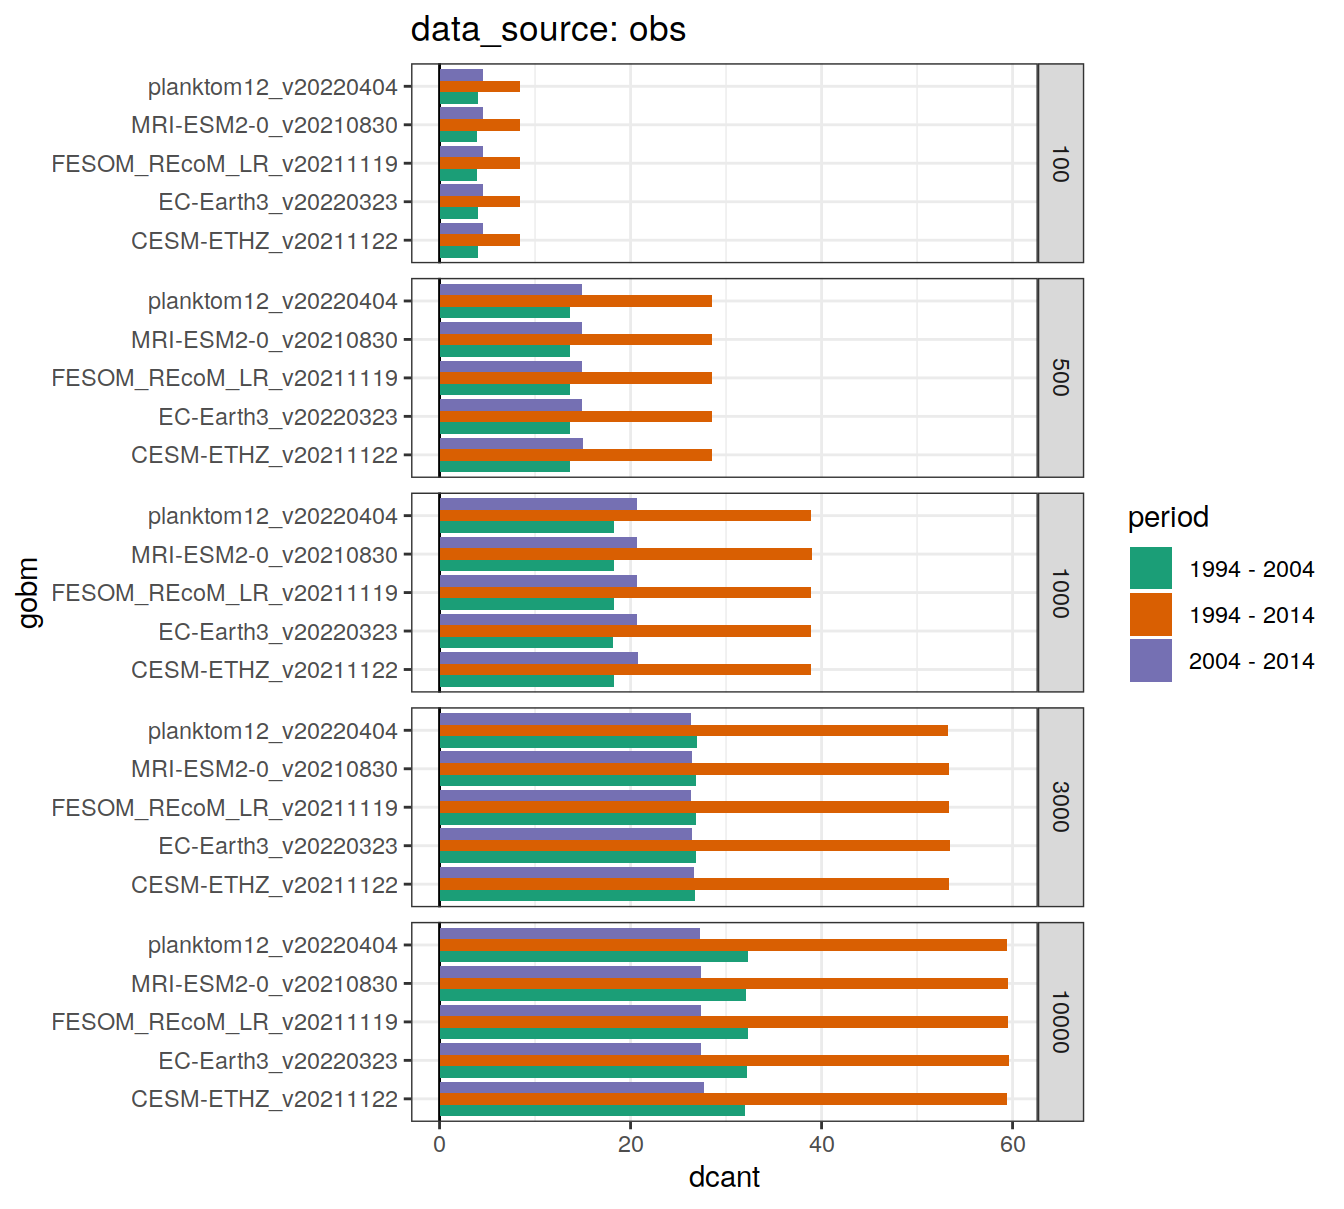 data_source: obs
planktom12_v20220404
MRI-ESM2-0_v20210830
FESOM_REcoM_LR_v20211119
EC-Earth3_v20220323
CESM-ETHZ_v20211122
100
planktom12_v20220404
MRI-ESM2-0_v20210830
FESOM_REcoM_LR_v20211119
EC-Earth3_v20220323
CESM-ETHZ_v20211122
500
planktom12_v20220404
MRI-ESM2-0_v20210830
FESOM_REcoM_LR_v20211119
EC-Earth3_v20220323
CESM-ETHZ_v20211122
1000
planktom12_v20220404
MRI-ESM2-0_v20210830
FESOM_REcoM_LR_v20211119
EC-Earth3_v20220323
CESM-ETHZ_v20211122
3000
planktom12_v20220404
MRI-ESM2-0_v20210830
FESOM_REcoM_LR_v20211119
EC-Earth3_v20220323
CESM-ETHZ_v20211122
10000
gobm
0 20 40 60
dcant
period
1994 - 2004
1994 - 2014
2004 - 2014